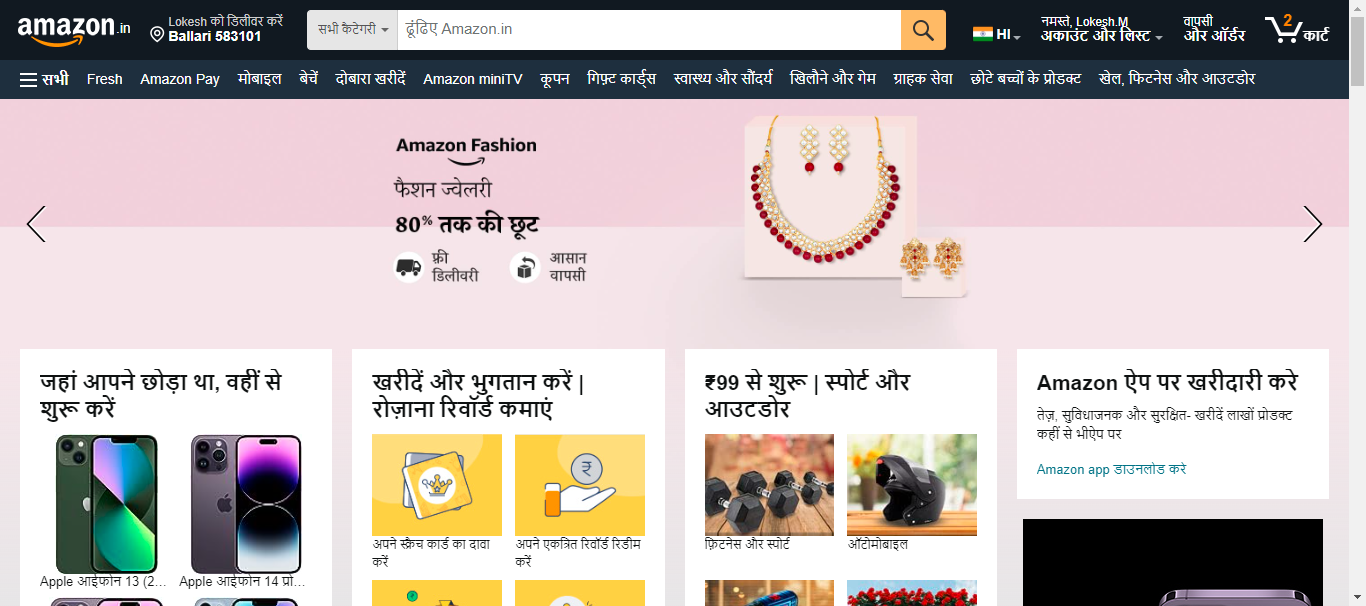 amazon.in
Lokesh को डिलीवर करें
Ballari 583101
सभी कैटेगरी
ढूंढिए Amazon.in
HI
नमस्ते, Lokesh.M
अकाउंट और लिस्ट
वापसी
और ऑर्डर
2
कार्ट
सभी Fresh Amazon Pay मोबाइल बेचें दोबारा खरीदें Amazon miniTV कूपन गिफ़्ट कार्ड्स स्वास्थ्य और सौंदर्य खिलौने और गेम ग्राहक सेवा छोटे बच्चों के प्रोडक्ट खेल, फिटनेस और आउटडोर
Amazon Fashion
फैशन ज्वेलरी
80% तक की छूट
फ़्री
डिलीवरी
आसान
वापसी
जहां आपने छोड़ा था, वहीं से
शुरू करें
Apple आईफोन 13 (2...
Apple आईफोन 14 प्रो...
खरीदें और भुगतान करें |
रोज़ाना रिवॉर्ड कमाएं
₹
अपने स्क्रैच कार्ड का दावा
करें
अपने एकत्रित रिवॉर्ड रिडीम
करें
₹99 से शुरू | स्पोर्ट और
आउटडोर
फ़िटनेस और स्पोर्ट
ऑटोमोबाइल
Amazon ऐप पर खरीदारी करे
तेज़, सुविधाजनक और सुरक्षित- खरीदें लाखों प्रोडक्ट
कहीं से भीऐप पर
Amazon app डाउनलोड करे